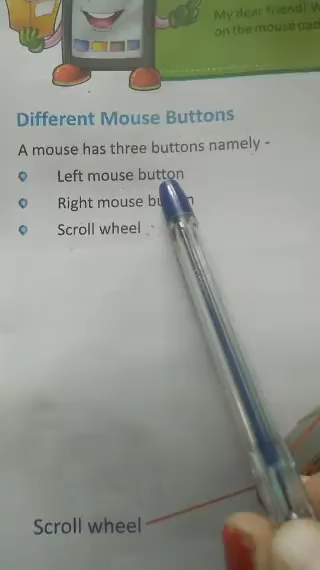 My dear friend! W
on the mouse pad
Different Mouse Buttons
A mouse has three buttons namely -
Left mouse button
Right mouse
Scroll wheel
Scroll wheel